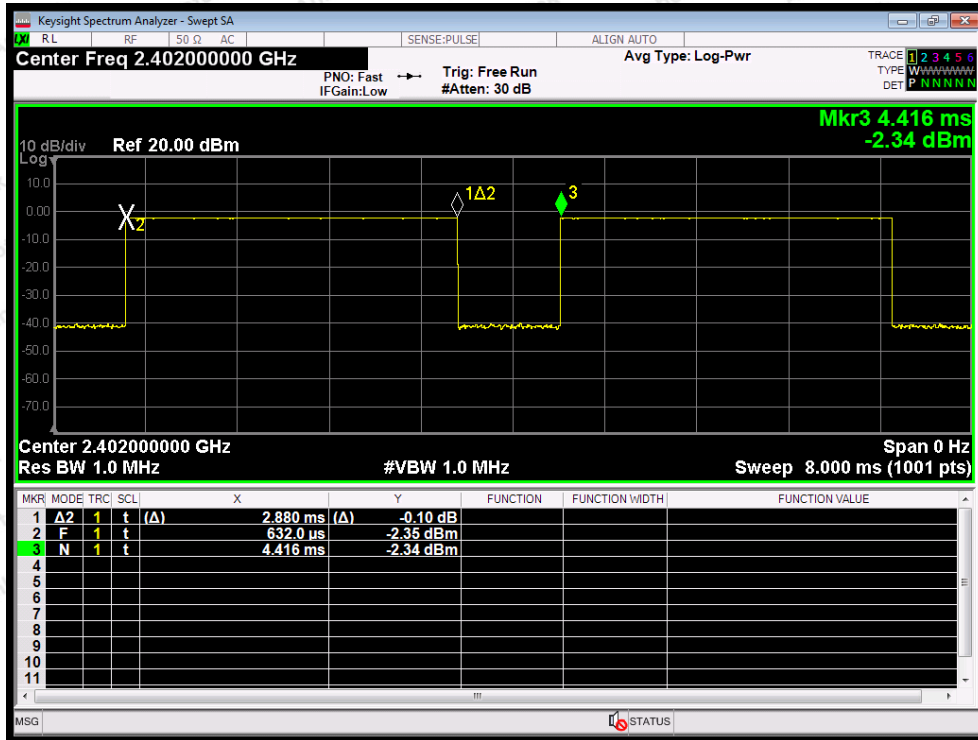 Keysight Spectrum Analyzer - Swept SA
LXI RL RF 50 Ω AC SENSE:PULSE ALIGN AUTO
Center Freq 2.402000000 GHz
PNO: Fast
IFGain:Low
Trig: Free Run
#Atten: 30 dB
Avg Type: Log-Pwr
TRACE 1 2 3 4 5 6
TYPE WWWWWW
DET P N N N N N
Mkr3 4.416 ms
-2.34 dBm
10 dB/div Ref 20.00 dBm
Log
10.0
0.00
-10.0
-20.0
-30.0
-40.0
-50.0
-60.0
-70.0
X2
1Δ2
3
Center 2.402000000 GHz Span 0 Hz
Res BW 1.0 MHz #VBW 1.0 MHz Sweep 8.000 ms (1001 pts)
MKR MODE TRC SCL X Y FUNCTION FUNCTION WIDTH FUNCTION VALUE
1 Δ2 1 t (Δ) 2.880 ms (Δ) -0.10 dB
2 F 1 t 632.0 µs -2.35 dBm
3 N 1 t 4.416 ms -2.34 dBm
4
5
6
7
8
9
10
11
MSG STATUS